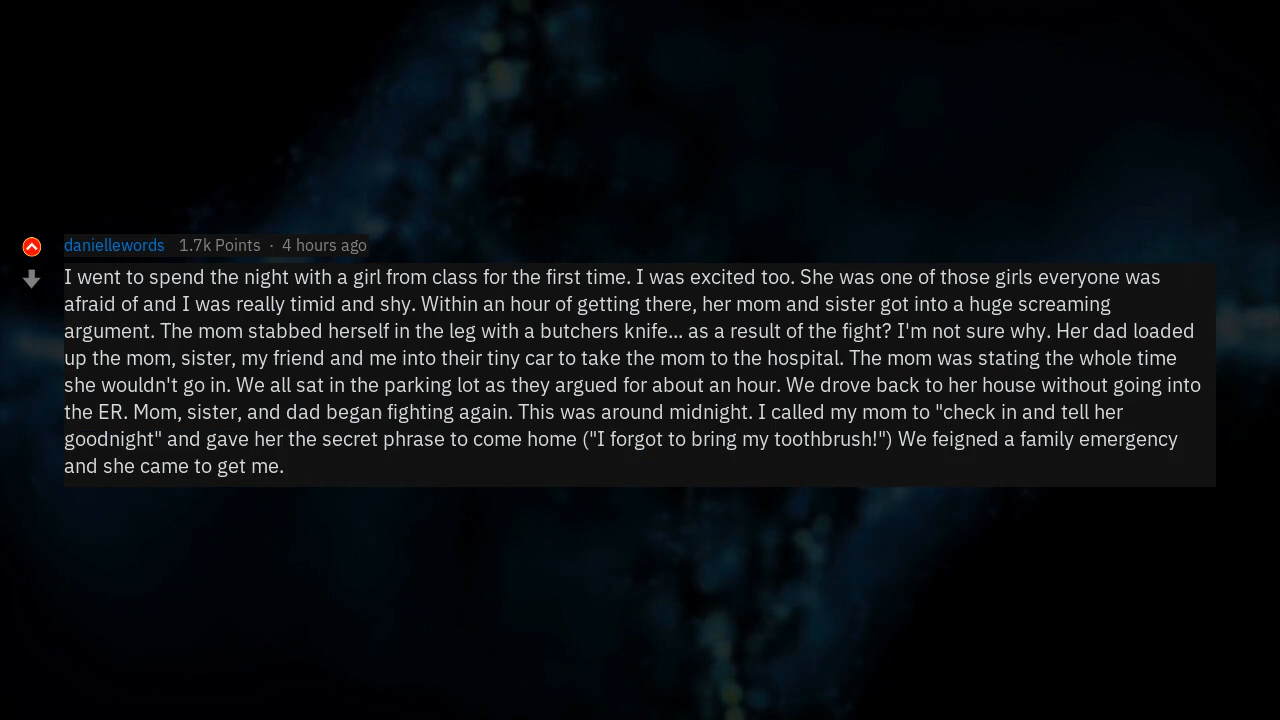 daniellewords 1.7k Points · 4 hours ago
I went to spend the night with a girl from class for the first time. I was excited too. She was one of those girls everyone was
afraid of and I was really timid and shy. Within an hour of getting there, her mom and sister got into a huge screaming
argument. The mom stabbed herself in the leg with a butchers knife... as a result of the fight? I'm not sure why. Her dad loaded
up the mom, sister, my friend and me into their tiny car to take the mom to the hospital. The mom was stating the whole time
she wouldn't go in. We all sat in the parking lot as they argued for about an hour. We drove back to her house without going into
the ER. Mom, sister, and dad began fighting again. This was around midnight. I called my mom to "check in and tell her
goodnight" and gave her the secret phrase to come home ("I forgot to bring my toothbrush!") We feigned a family emergency
and she came to get me.